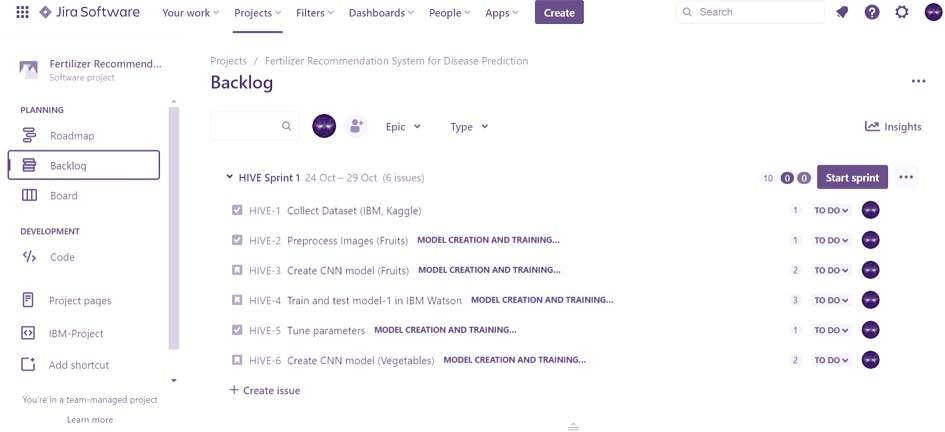 Jira Software Your work Projects Filters Dashboards People Apps Create Search
Fertilizer Recommend...
Software project
PLANNING
Roadmap
Backlog
Board
DEVELOPMENT
Code
Project pages
IBM-Project
Add shortcut
You're in a team-managed project
Learn more
Projects / Fertilizer Recommendation System for Disease Prediction
Backlog
Epic Type Insights
HIVE Sprint 1 24 Oct – 29 Oct (6 issues) 10 0 0 Start sprint
HIVE-1 Collect Dataset (IBM, Kaggle) 1 TO DO
HIVE-2 Preprocess Images (Fruits) MODEL CREATION AND TRAINING... 1 TO DO
HIVE-3 Create CNN model (Fruits) MODEL CREATION AND TRAINING... 2 TO DO
HIVE-4 Train and test model-1 in IBM Watson MODEL CREATION AND TRAINING... 3 TO DO
HIVE-5 Tune parameters MODEL CREATION AND TRAINING... 1 TO DO
HIVE-6 Create CNN model (Vegetables) MODEL CREATION AND TRAINING... 2 TO DO
+ Create issue